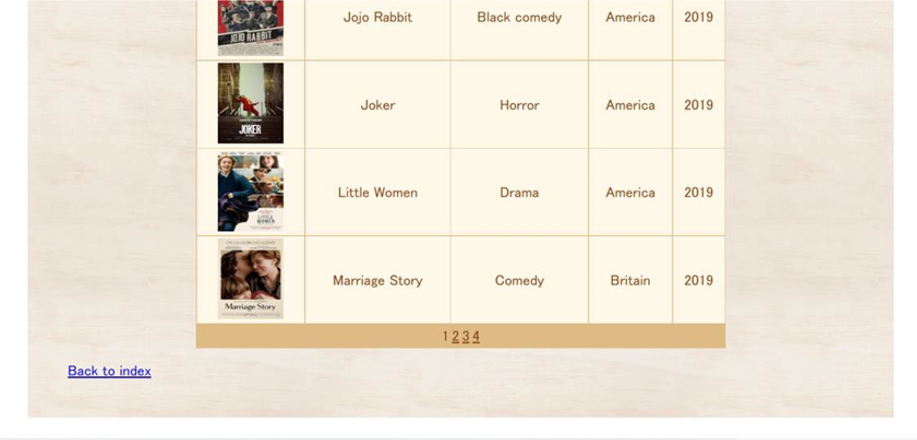 JOJO RABBIT
Jojo Rabbit Black comedy America 2019
JOKER
Joker Horror America 2019
LITTLE WOMEN
Little Women Drama America 2019
Marriage Story
Marriage Story Comedy Britain 2019
1 2 3 4
Back to index